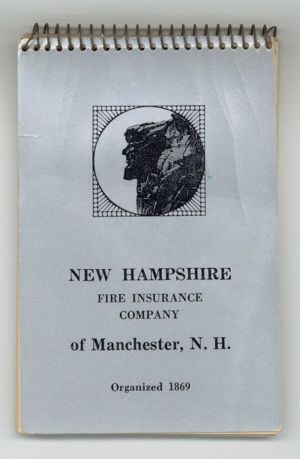 NEW HAMPSHIRE
FIRE INSURANCE
COMPANY
of Manchester, N. H.
Organized 1869